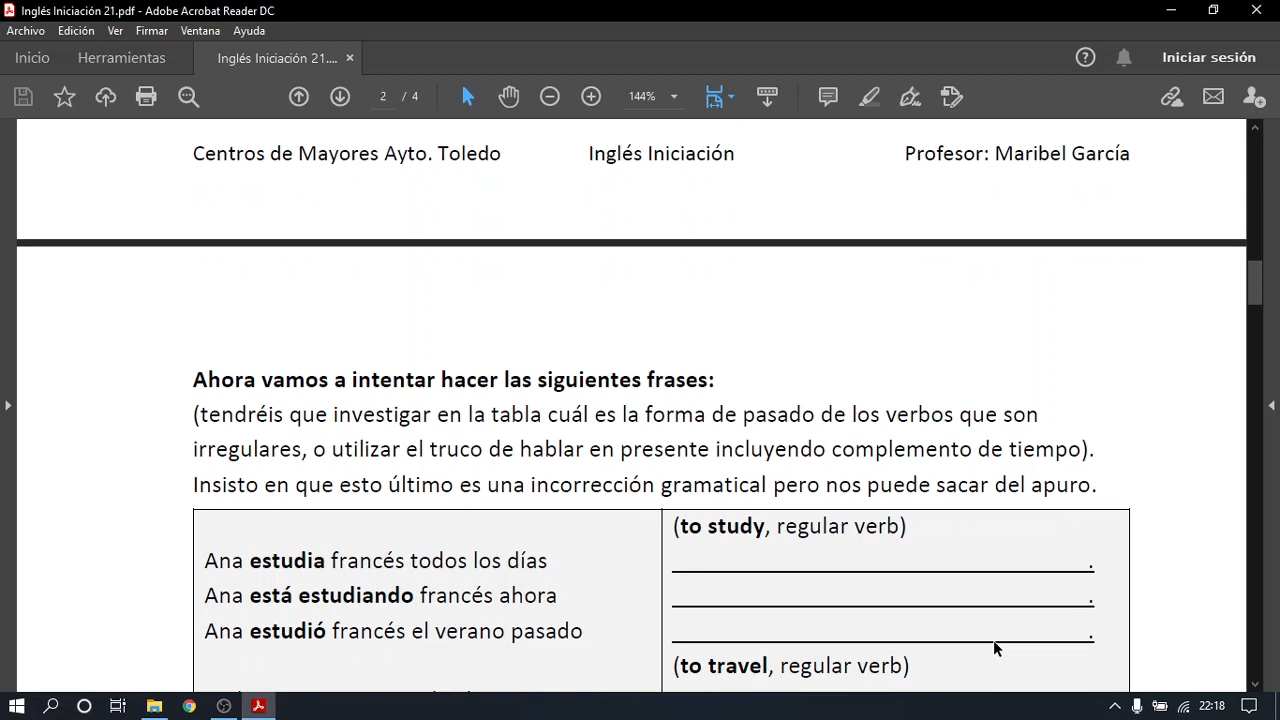 Inglés Iniciación 21.pdf - Adobe Acrobat Reader DC
Archivo Edición Ver Firmar Ventana Ayuda
Inicio Herramientas Inglés Iniciación 21.... × Iniciar sesión
2 / 4 144%
Centros de Mayores Ayto. Toledo Inglés Iniciación Profesor: Maribel García
Ahora vamos a intentar hacer las siguientes frases:
(tendréis que investigar en la tabla cuál es la forma de pasado de los verbos que son
irregulares, o utilizar el truco de hablar en presente incluyendo complemento de tiempo).
Insisto en que esto último es una incorrección gramatical pero nos puede sacar del apuro.
(to study, regular verb)
Ana estudia francés todos los días ______________________.
Ana está estudiando francés ahora ______________________.
Ana estudió francés el verano pasado ______________________.
(to travel, regular verb)
22:18